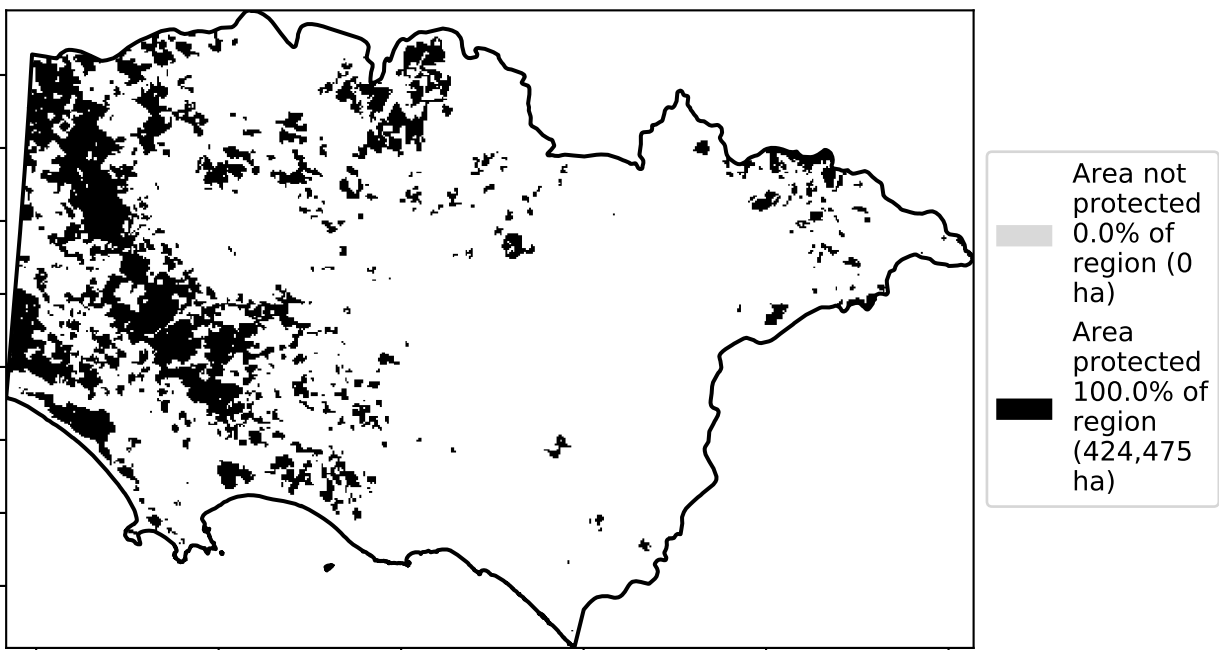 Area not
protected
0.0% of
region (0
ha)
Area
protected
100.0% of
region
(424,475
ha)